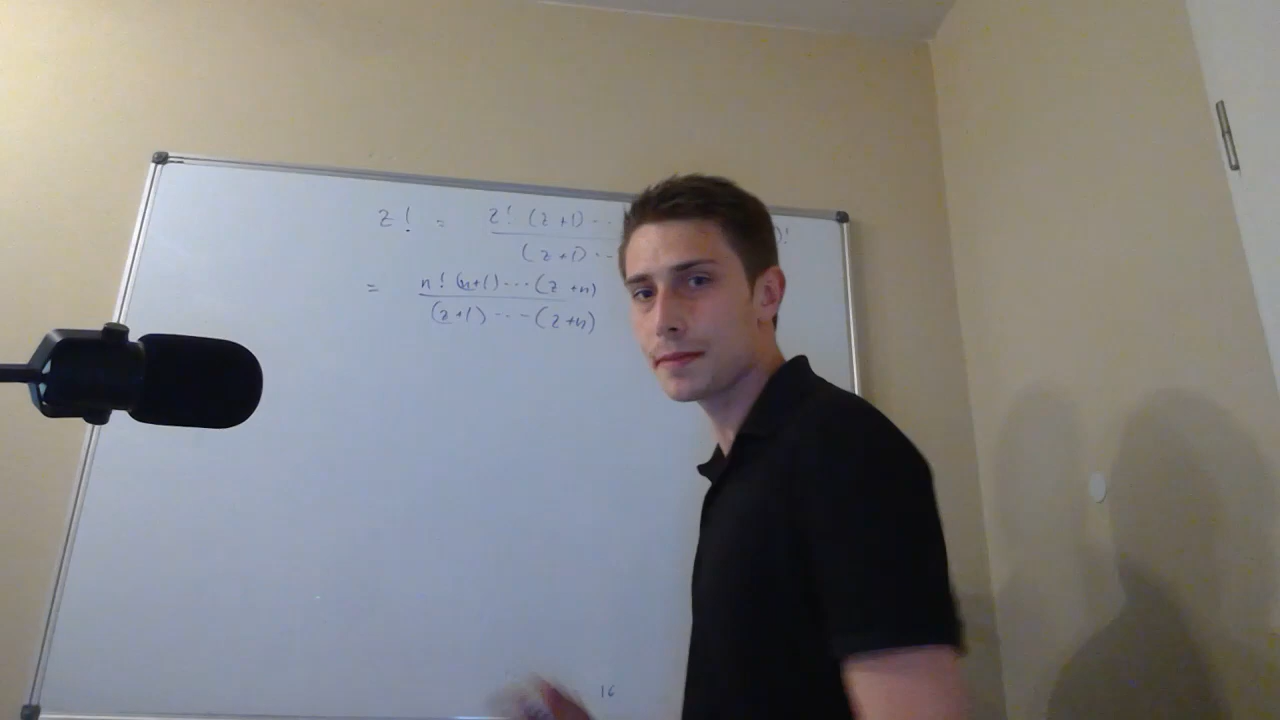 z! = z! (z+1) ·· )!
(z+1) ··
= n! (n+1) ··· (z+n)
(z+1) ··· (z+n)
16